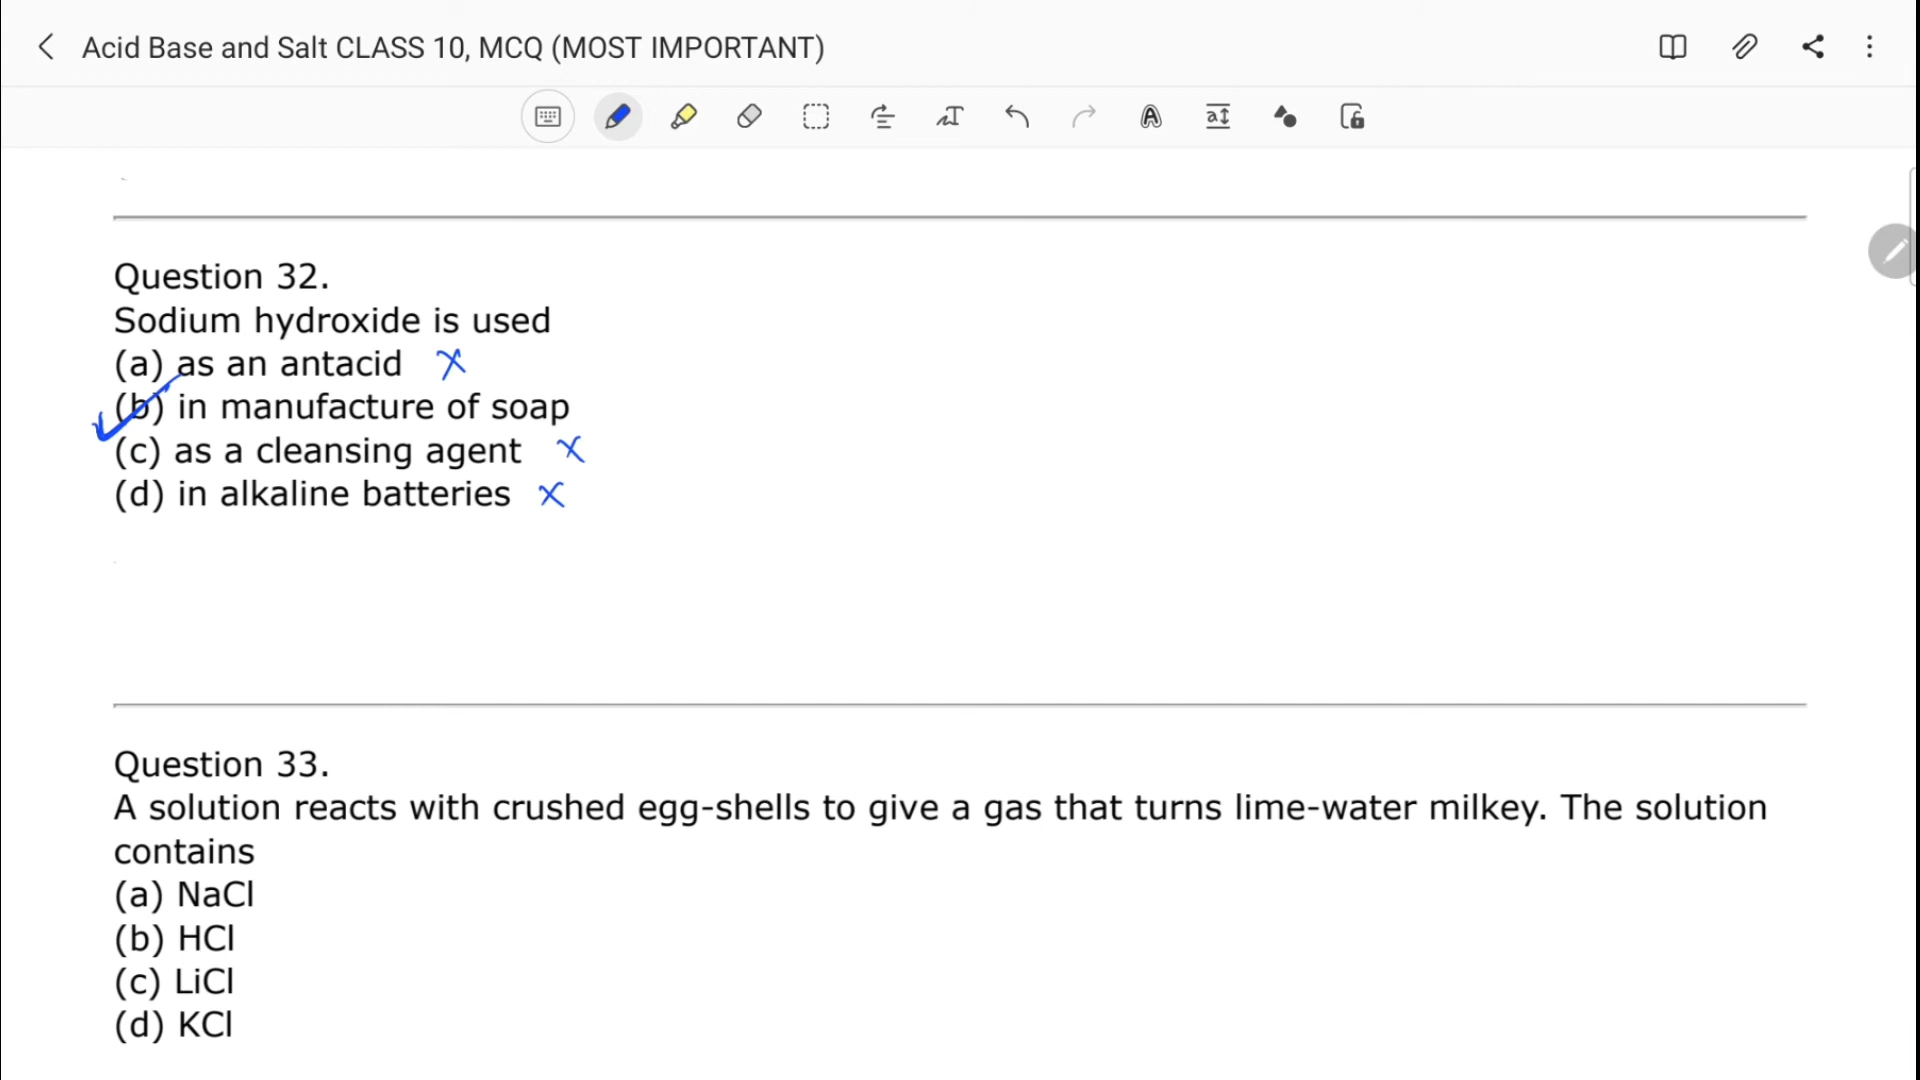 Acid Base and Salt CLASS 10, MCQ (MOST IMPORTANT)
Question 32.
Sodium hydroxide is used
(a) as an antacid X
(b) in manufacture of soap
(c) as a cleansing agent X
(d) in alkaline batteries X
Question 33.
A solution reacts with crushed egg-shells to give a gas that turns lime-water milkey. The solution
contains
(a) NaCl
(b) HCl
(c) LiCl
(d) KCl